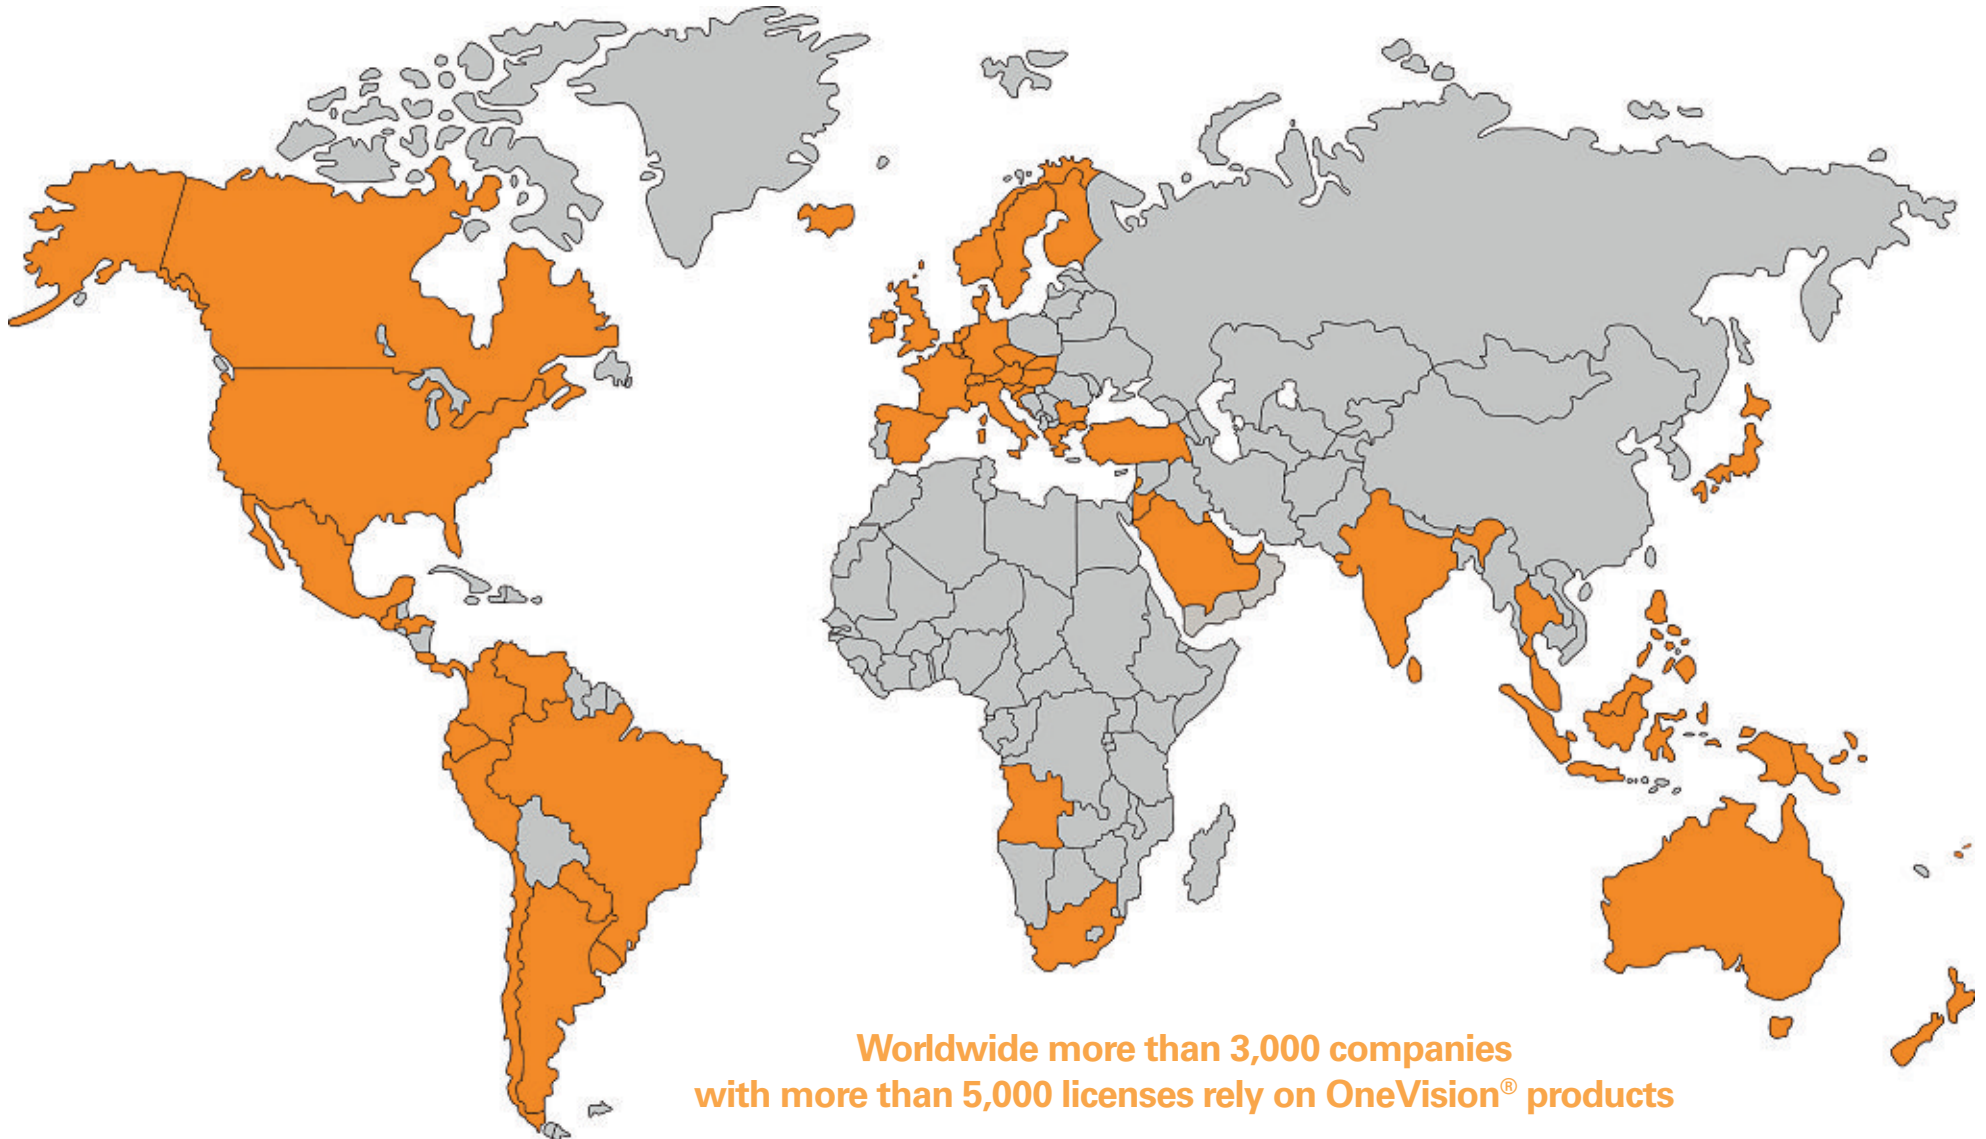 Worldwide more than 3,000 companies
with more than 5,000 licenses rely on OneVision® products